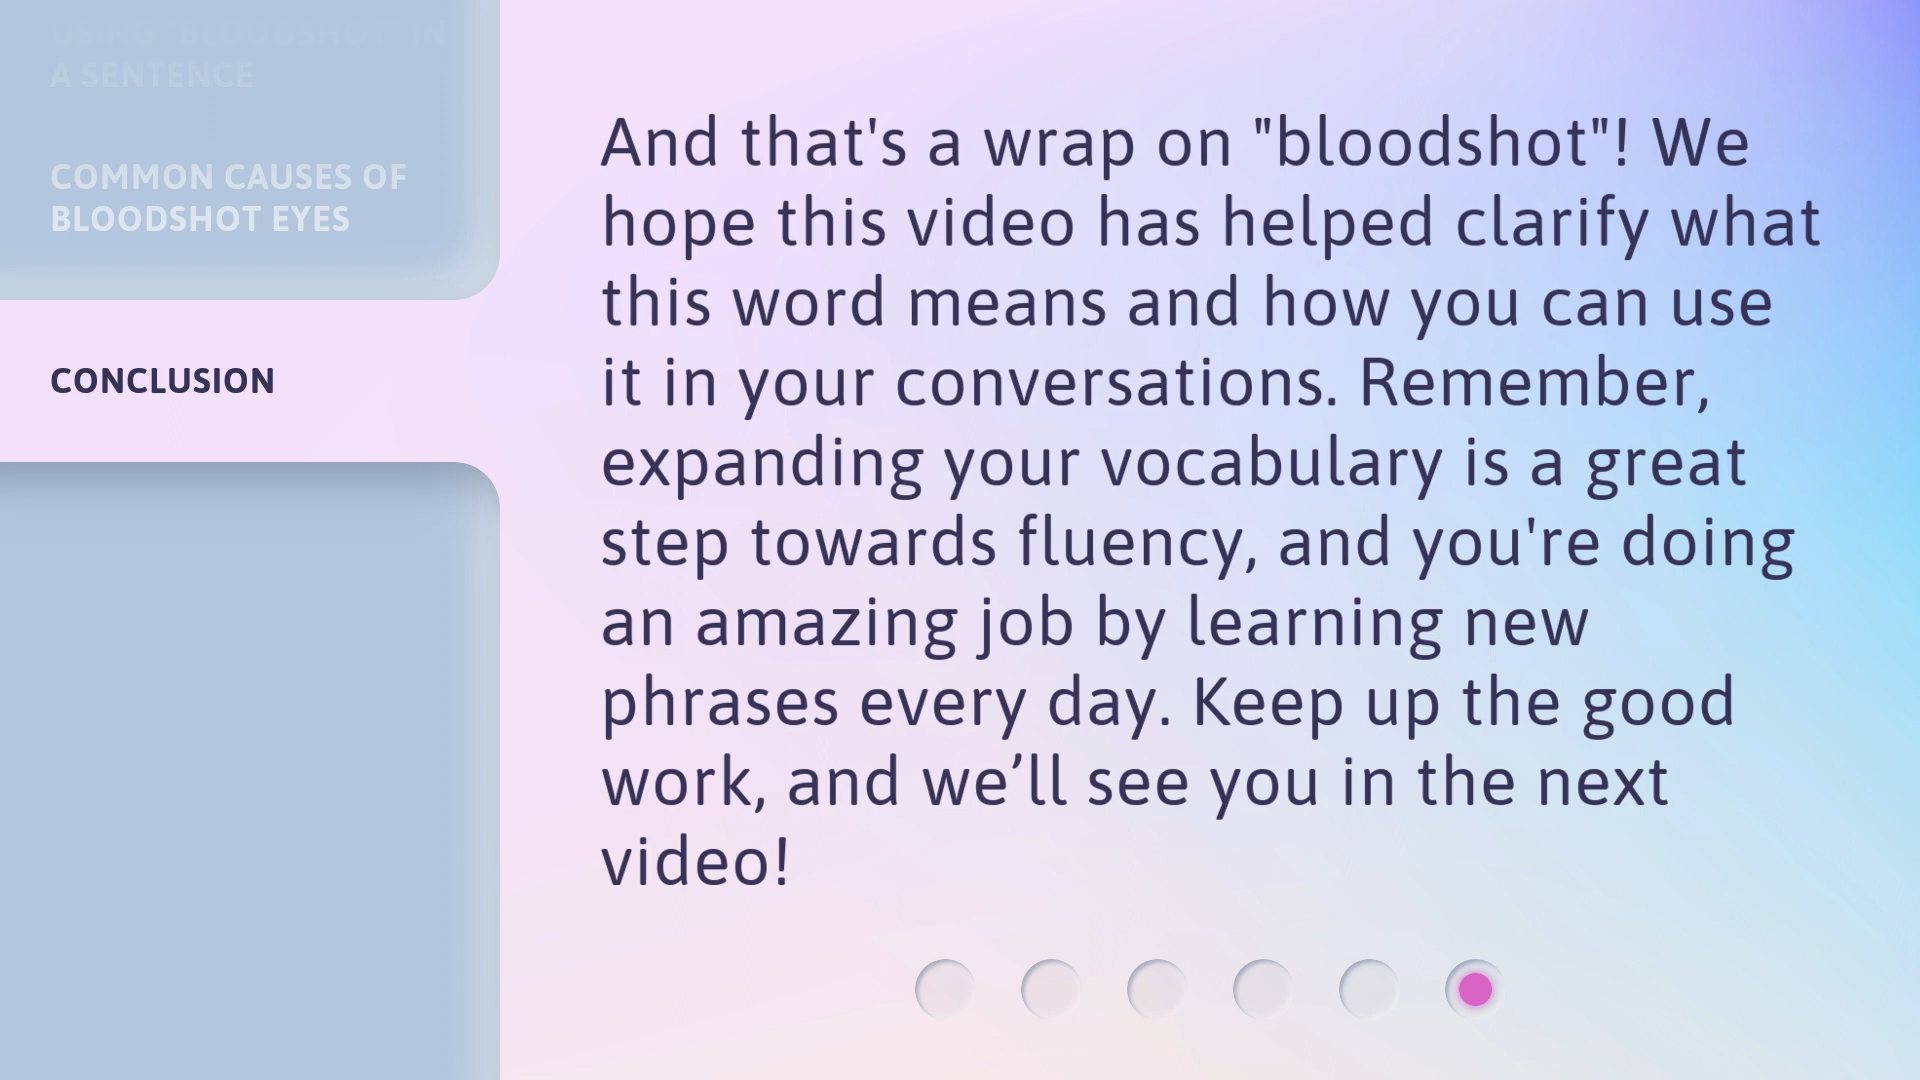 USING "BLOODSHOT" IN
A SENTENCE
COMMON CAUSES OF
BLOODSHOT EYES
CONCLUSION
And that's a wrap on "bloodshot"! We
hope this video has helped clarify what
this word means and how you can use
it in your conversations. Remember,
expanding your vocabulary is a great
step towards fluency, and you're doing
an amazing job by learning new
phrases every day. Keep up the good
work, and we’ll see you in the next
video!